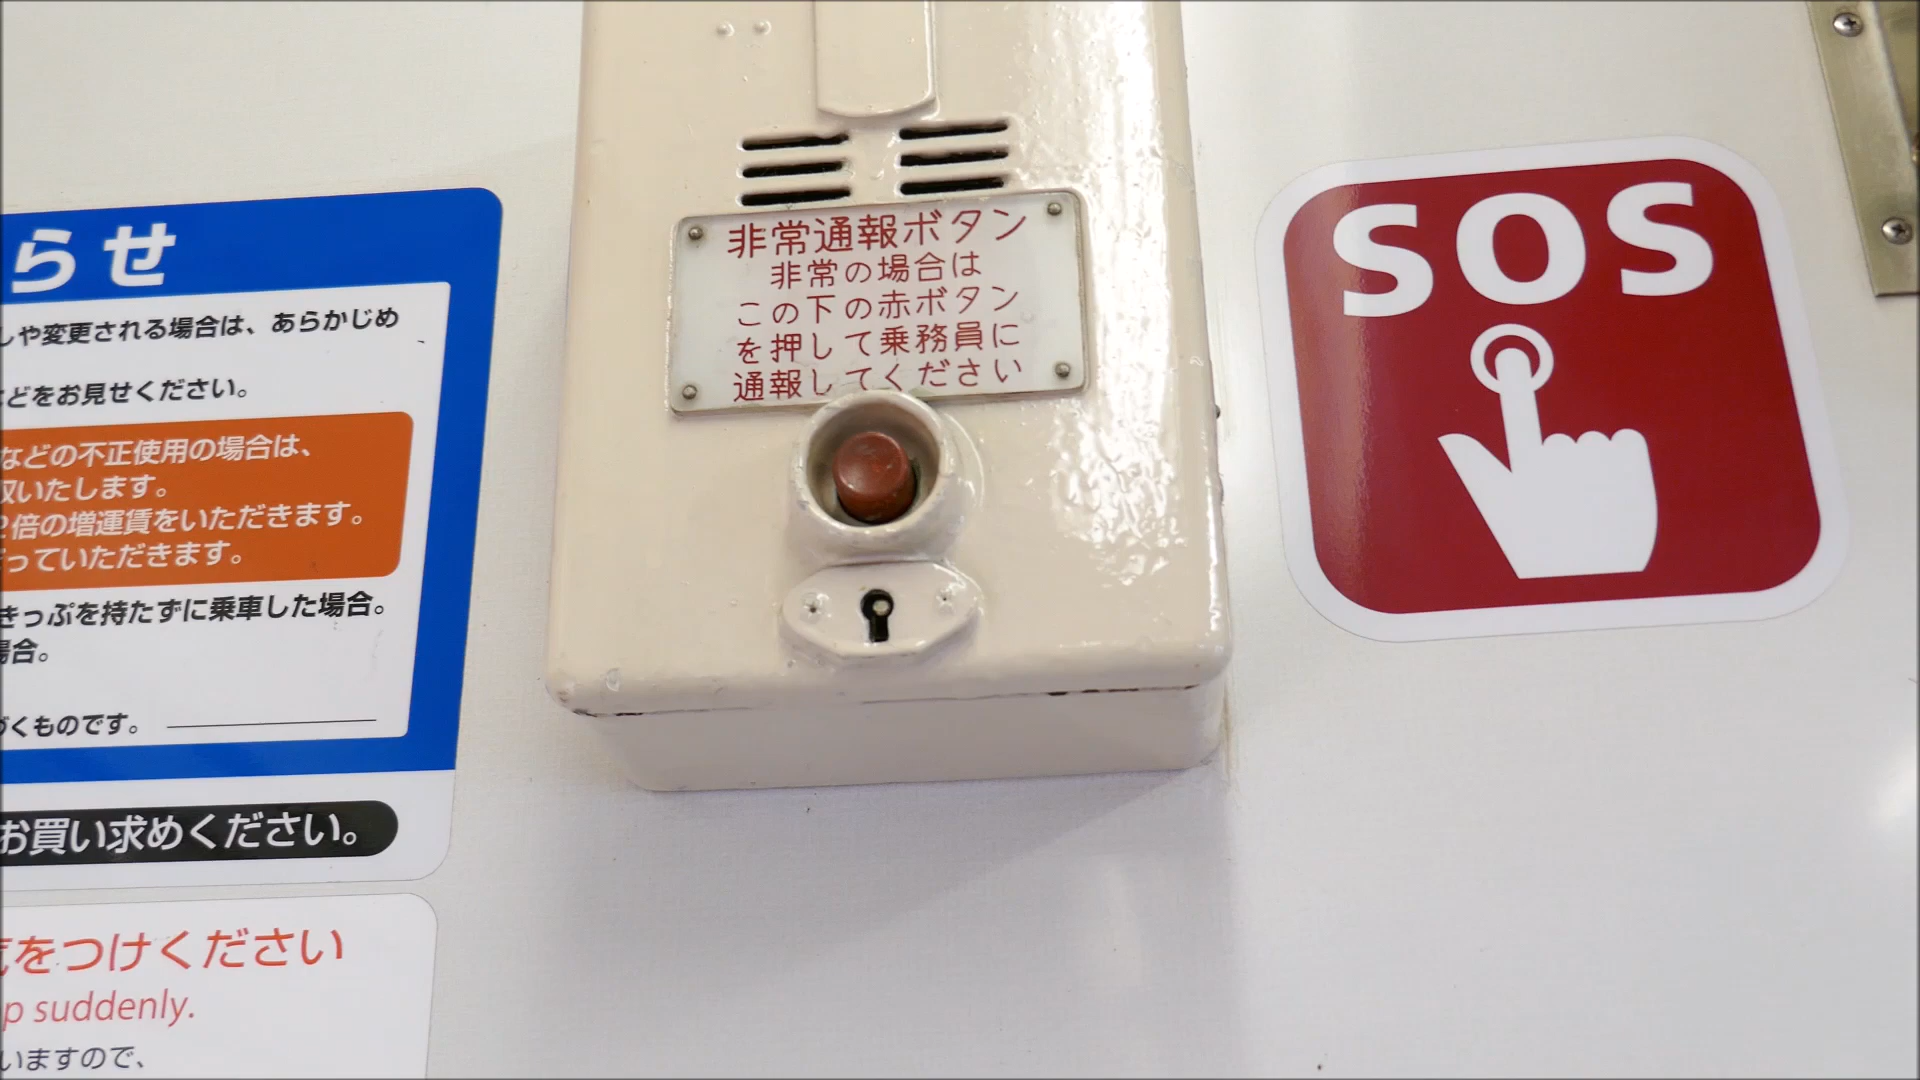 らせ
しや変更される場合は、あらかじめ
などをお見せください。
などの不正使用の場合は、
いたします。
倍の増運賃をいただきます。
っていただきます。
きっぷを持たずに乗車した場合。
場合。
づくものです。
お買い求めください。
をつけください
p suddenly.
いますので、
非常通報ボタン
非常の場合は
この下の赤ボタン
を押して乗務員に
通報してください
SOS